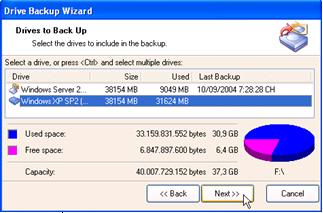 Drive Backup Wizard
Drives to Back Up
Select the drives to include in the backup.
Select a drive, or press <Ctrl> and select multiple drives:
Drive Size Used Last Backup
Windows Server 2... 38154 MB 9049 MB 10/09/2004 7:28:28 CH
Windows XP SP2 (... 38154 MB 31624 MB
Used space: 33.159.831.552 bytes 30,9 GB
Free space: 6.847.897.600 bytes 6,4 GB
Capacity: 40.007.729.152 bytes 37,3 GB F:\
<< Back Next >> Cancel